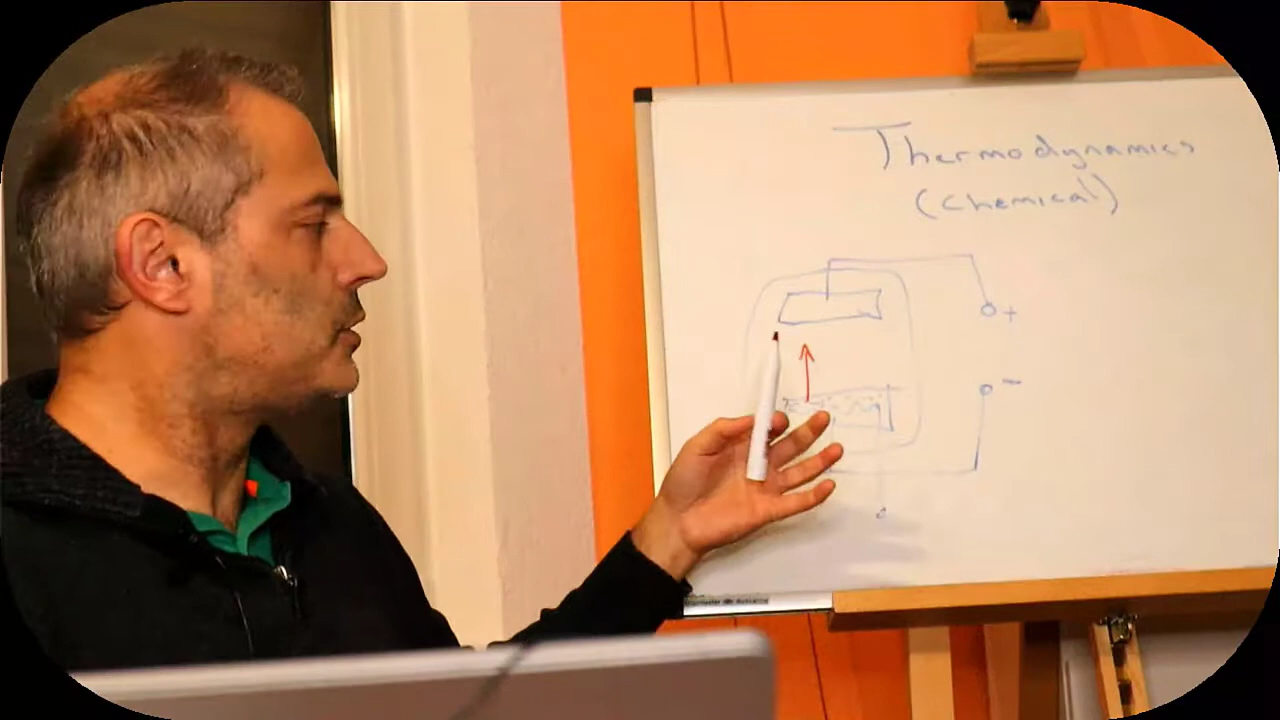 Thermodynamics
(chemical)
+
-